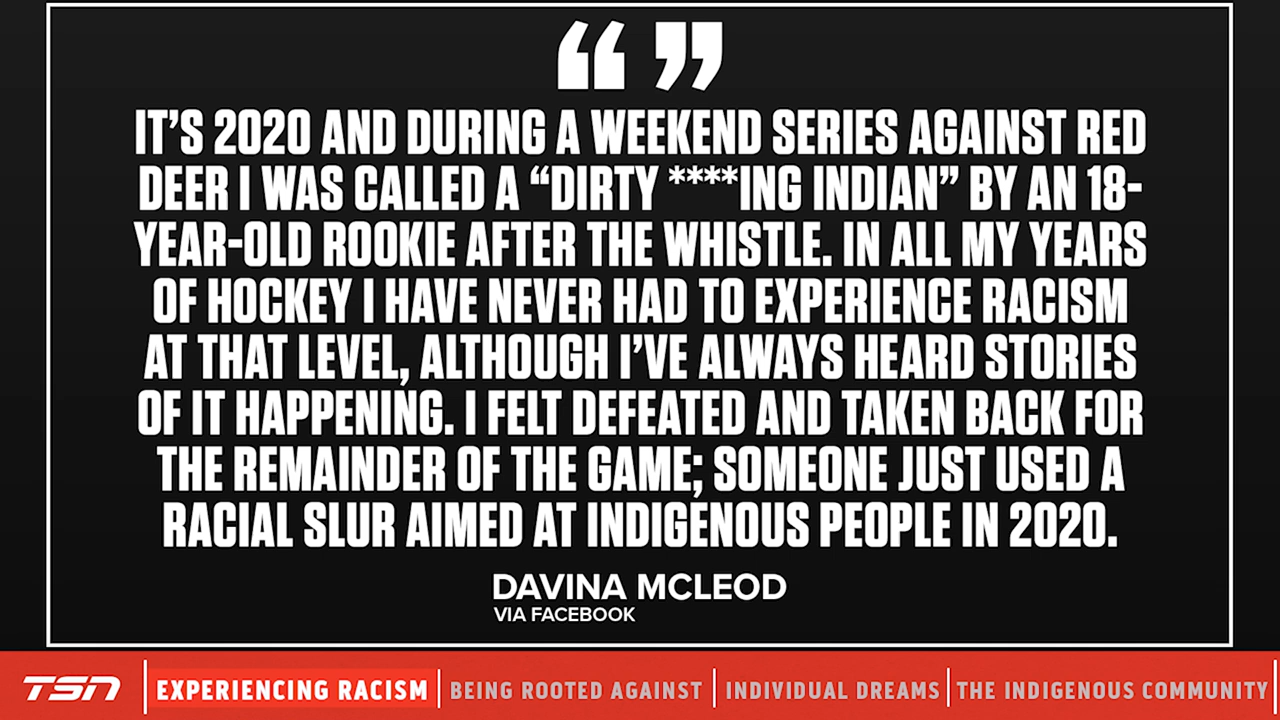 “ ”
IT’S 2020 AND DURING A WEEKEND SERIES AGAINST RED
DEER I WAS CALLED A “DIRTY ****ING INDIAN” BY AN 18-
YEAR-OLD ROOKIE AFTER THE WHISTLE. IN ALL MY YEARS
OF HOCKEY I HAVE NEVER HAD TO EXPERIENCE RACISM
AT THAT LEVEL, ALTHOUGH I’VE ALWAYS HEARD STORIES
OF IT HAPPENING. I FELT DEFEATED AND TAKEN BACK FOR
THE REMAINDER OF THE GAME; SOMEONE JUST USED A
RACIAL SLUR AIMED AT INDIGENOUS PEOPLE IN 2020.
DAVINA MCLEOD
VIA FACEBOOK
TSN EXPERIENCING RACISM BEING ROOTED AGAINST INDIVIDUAL DREAMS THE INDIGENOUS COMMUNITY